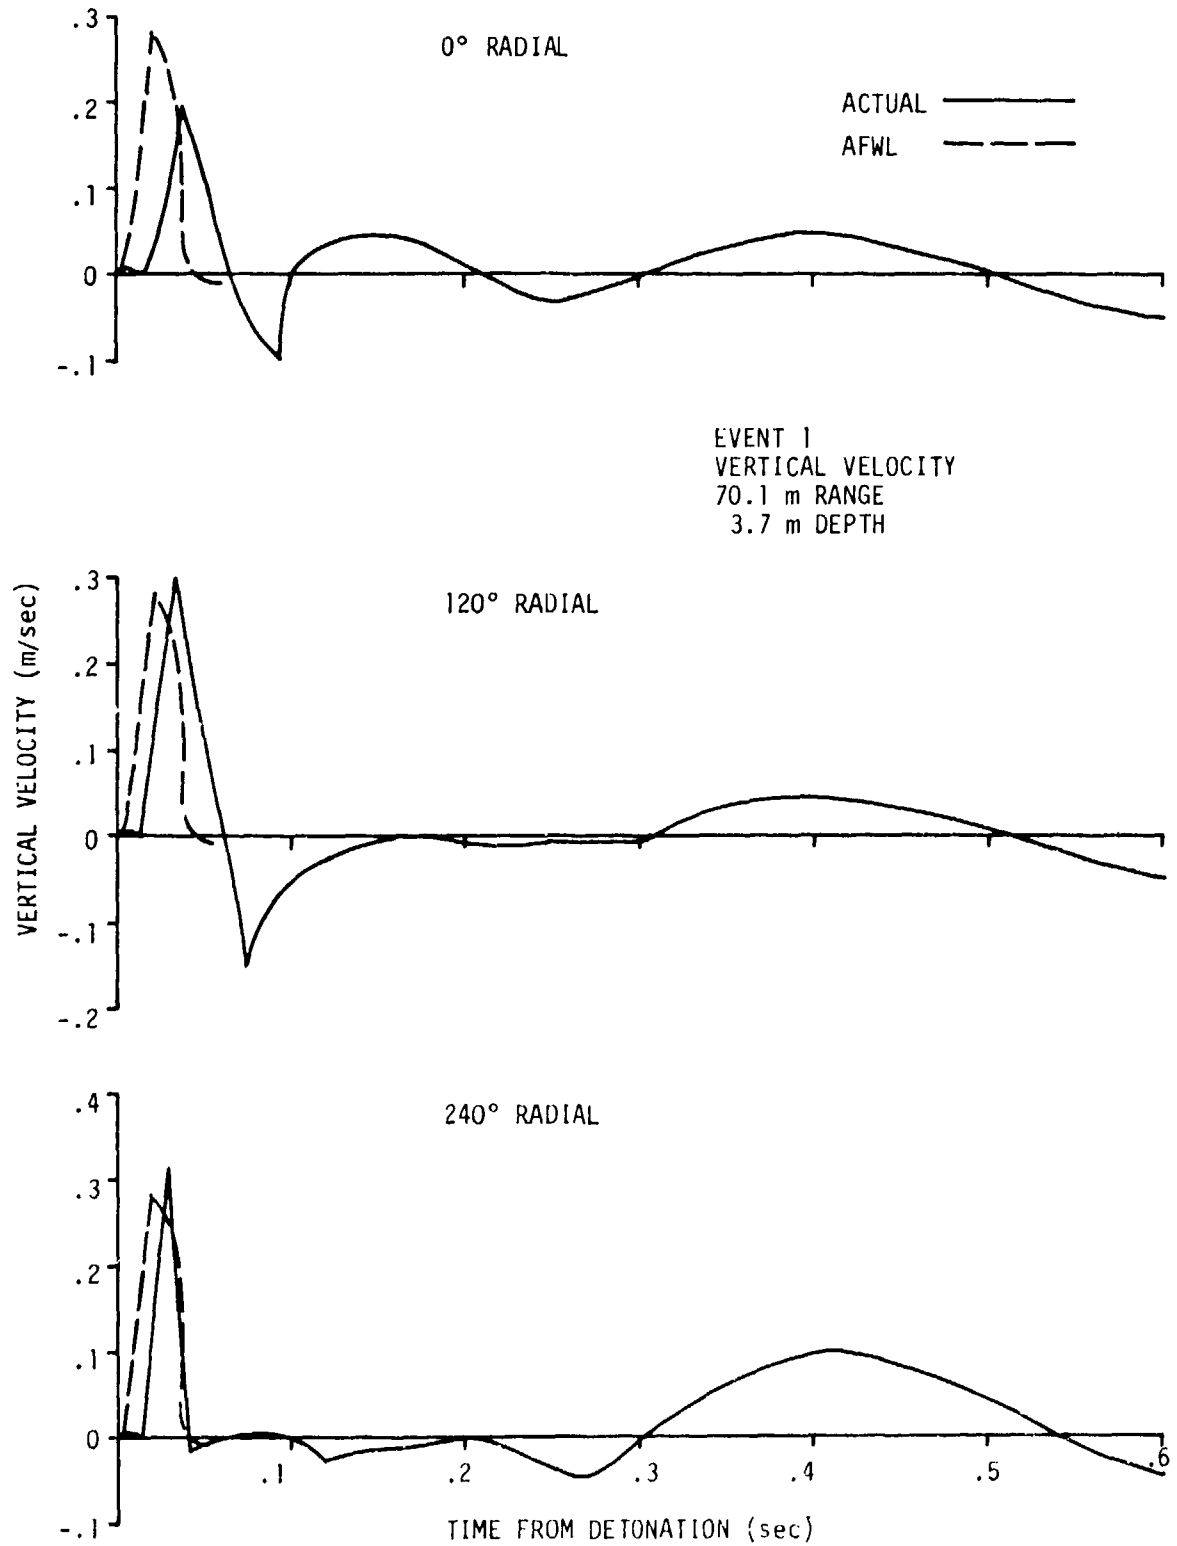 .3
0° RADIAL
ACTUAL
.2
AFWL
.1
0
-.1
EVENT 1
VERTICAL VELOCITY
70.1 m RANGE
3.7 m DEPTH
VERTICAL VELOCITY (m/sec)
.3
120° RADIAL
.2
.1
0
-.1
-.2
.4
240° RADIAL
.3
.2
.1
0
.1 .2 .3 .4 .5 .6
-.1
TIME FROM DETONATION (sec)